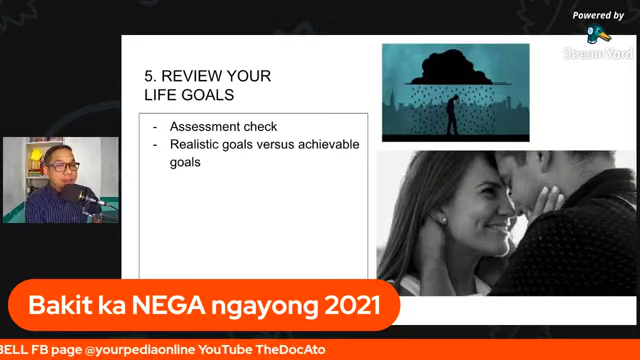 Powered by
StreamYard
5. REVIEW YOUR
LIFE GOALS
- Assessment check
- Realistic goals versus achievable
goals
Bakit ka NEGA ngayong 2021
BELL FB page @yourpediaonline YouTube TheDocAto